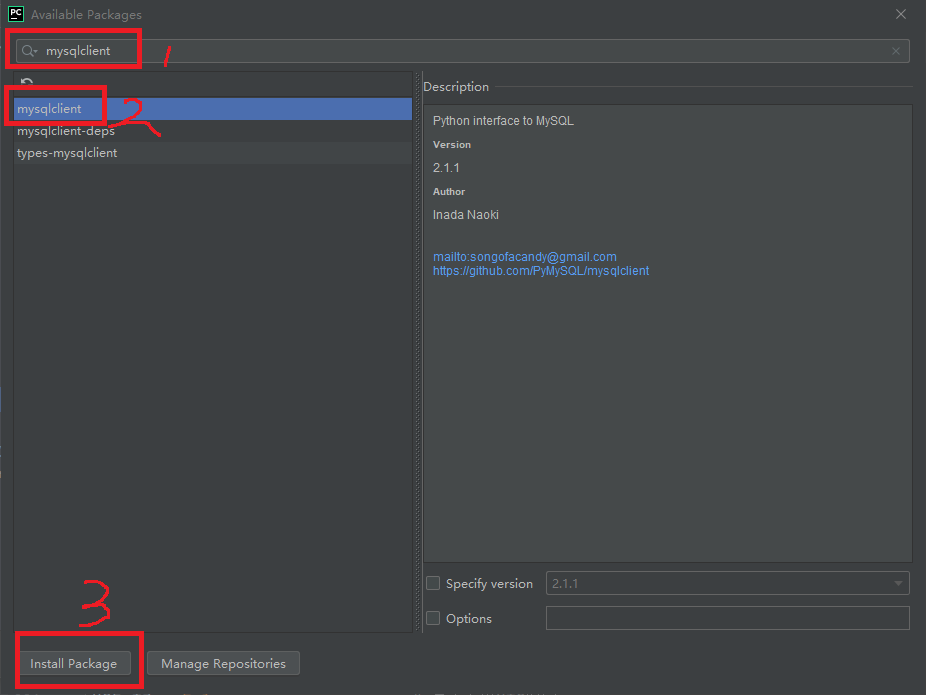 PC Available Packages
mysqlclient
1
mysqlclient
2
mysqlclient-deps
types-mysqlclient
Description
Python interface to MySQL
Version
2.1.1
Author
Inada Naoki
mailto:songofacandy@gmail.com
https://github.com/PyMySQL/mysqlclient
Specify version 2.1.1
Options
3
Install Package Manage Repositories